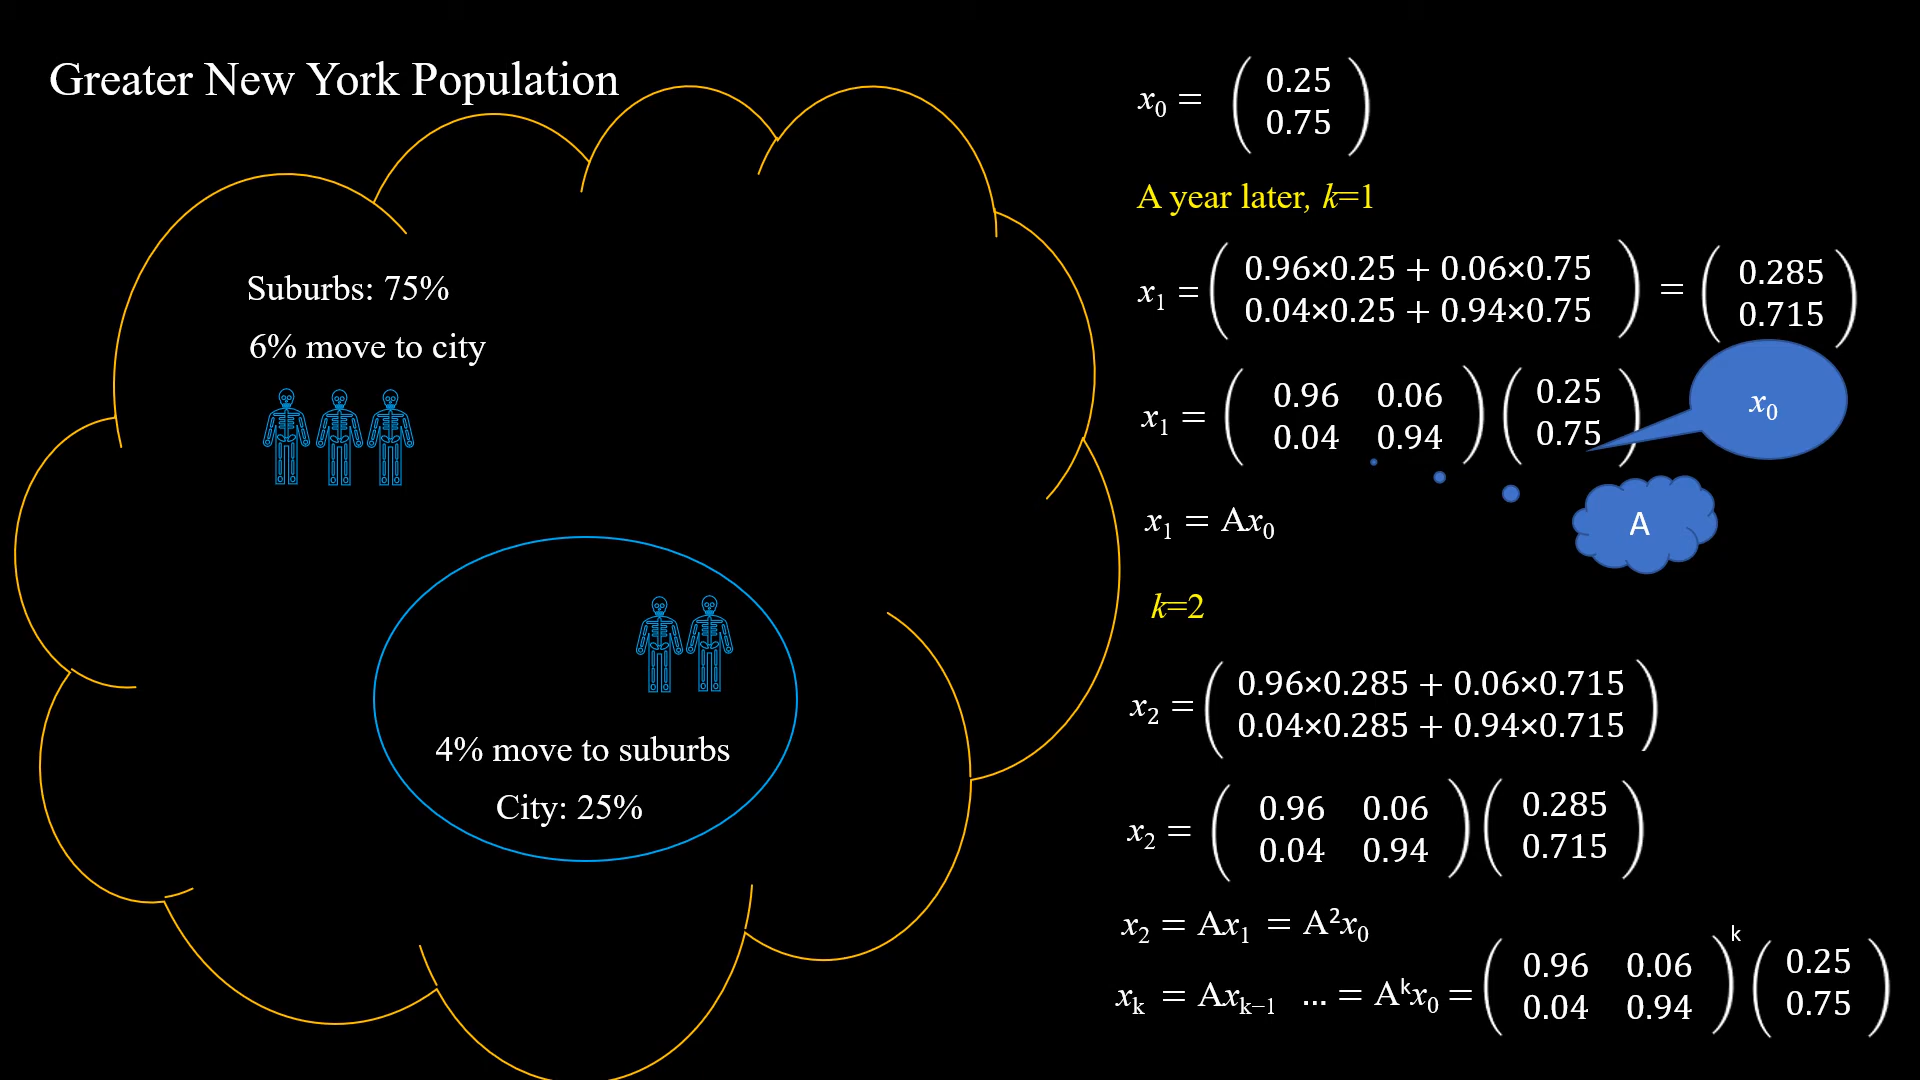 Greater New York Population
Suburbs: 75%
6% move to city
4% move to suburbs
City: 25%
x₀ = (0.25
0.75)
A year later, k=1
x₁ = (0.96×0.25 + 0.06×0.75
0.04×0.25 + 0.94×0.75) = (0.285
0.715)
x₁ = (0.96 0.06
0.04 0.94) (0.25
0.75)
x₀
A
x₁ = Ax₀
k=2
x₂ = (0.96×0.285 + 0.06×0.715
0.04×0.285 + 0.94×0.715)
x₂ = (0.96 0.06
0.04 0.94) (0.285
0.715)
x₂ = Ax₁ = A²x₀
xₖ = Axₖ₋₁ ... = Aᵏx₀ = (0.96 0.06
0.04 0.94)ᵏ (0.25
0.75)